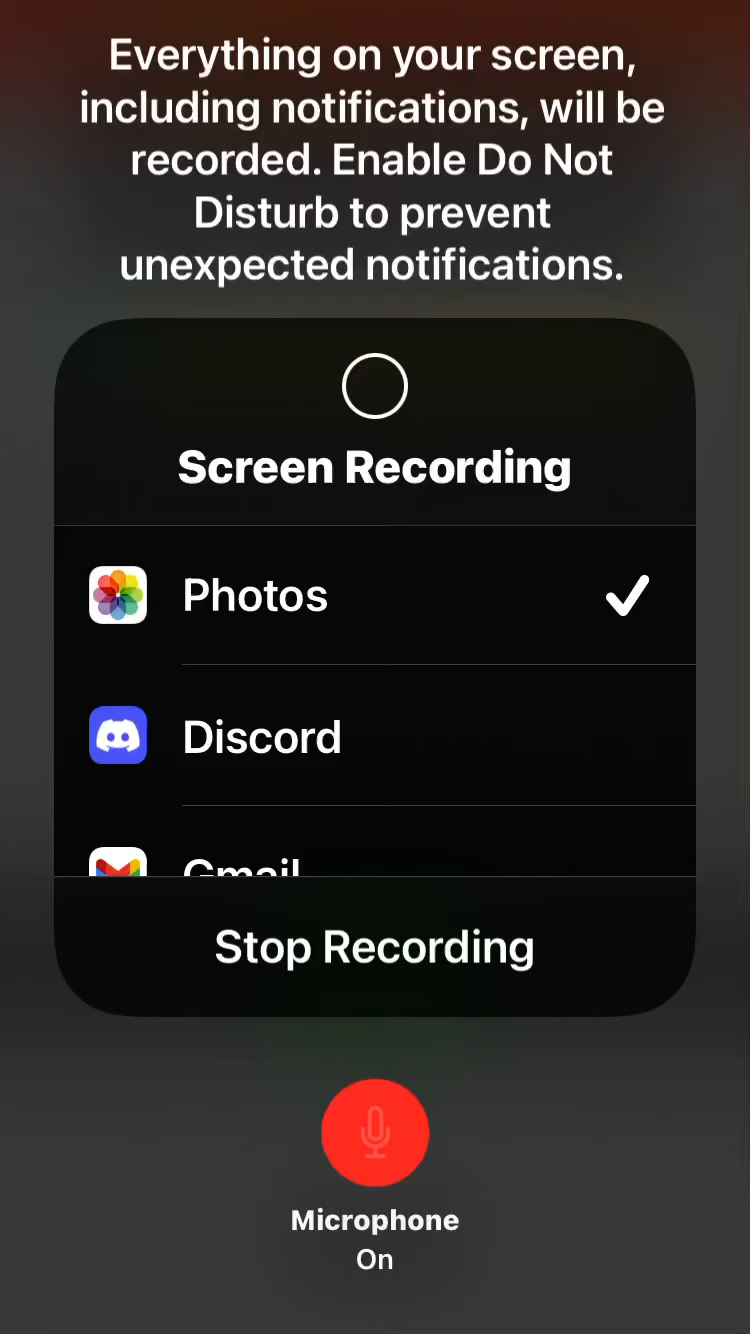 Everything on your screen,
including notifications, will be
recorded. Enable Do Not
Disturb to prevent
unexpected notifications.
Screen Recording
Photos
Discord
Gmail
Stop Recording
Microphone
On